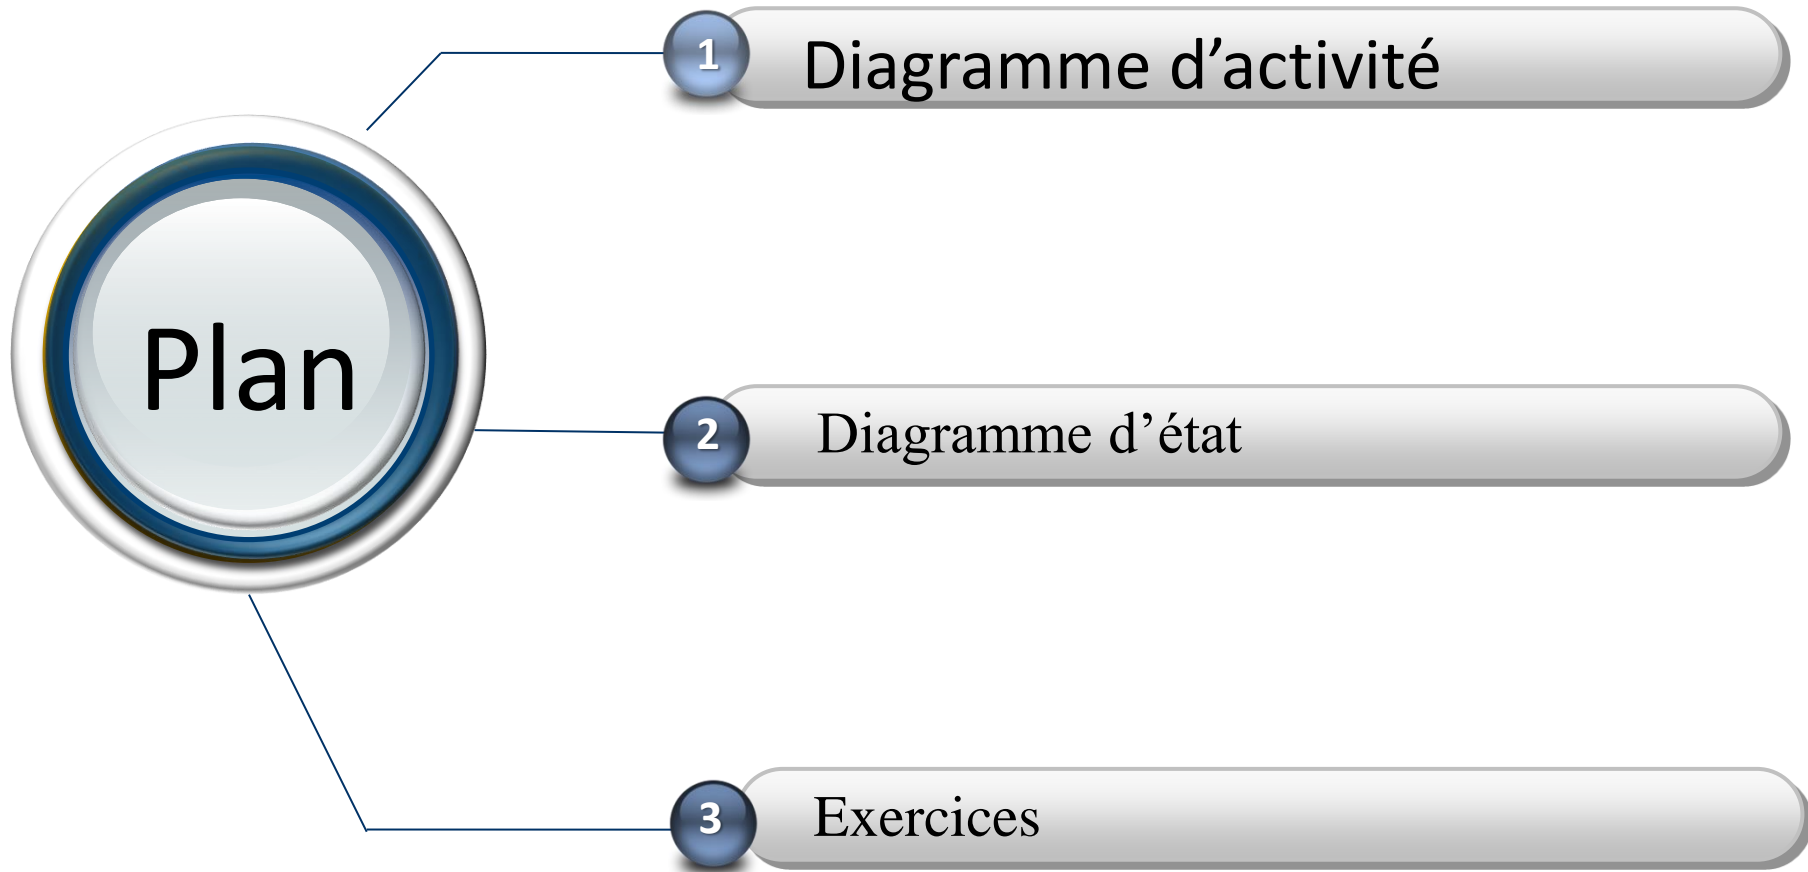 Plan
1 Diagramme d’activité
2 Diagramme d’état
3 Exercices